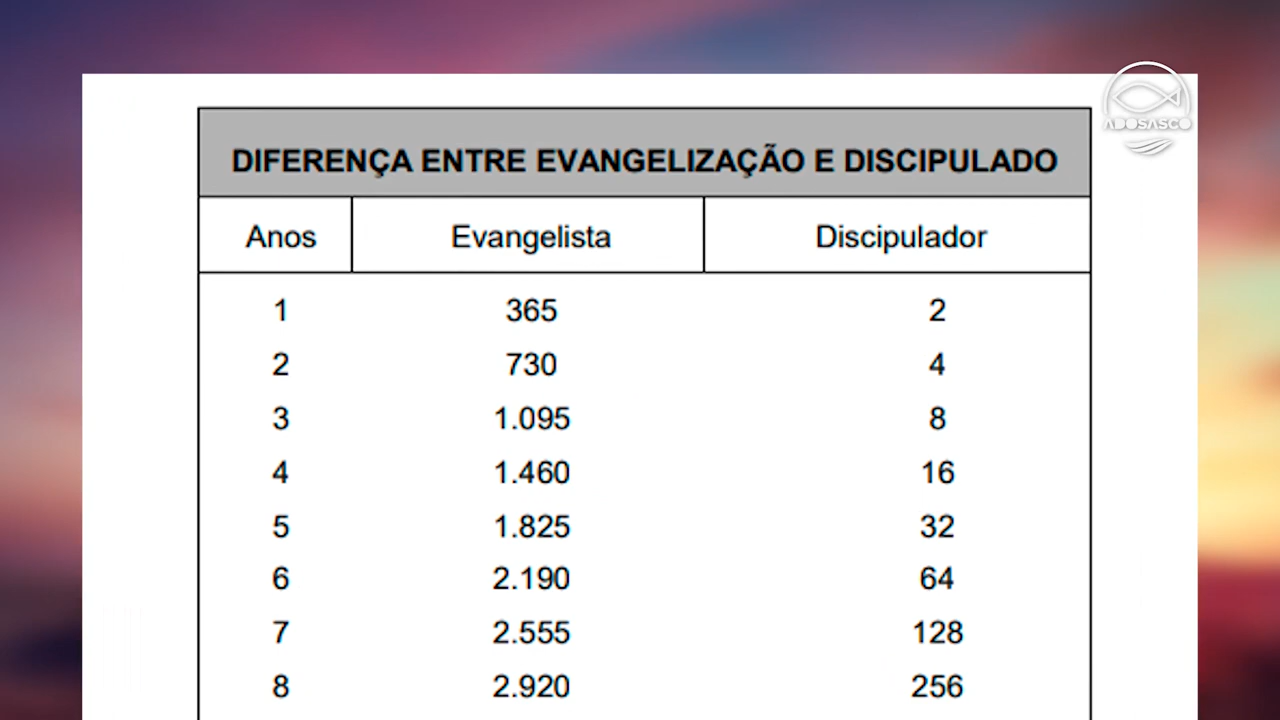 ADOSASCO
DIFERENÇA ENTRE EVANGELIZAÇÃO E DISCIPULADO
Anos Evangelista Discipulador
1 365 2
2 730 4
3 1.095 8
4 1.460 16
5 1.825 32
6 2.190 64
7 2.555 128
8 2.920 256